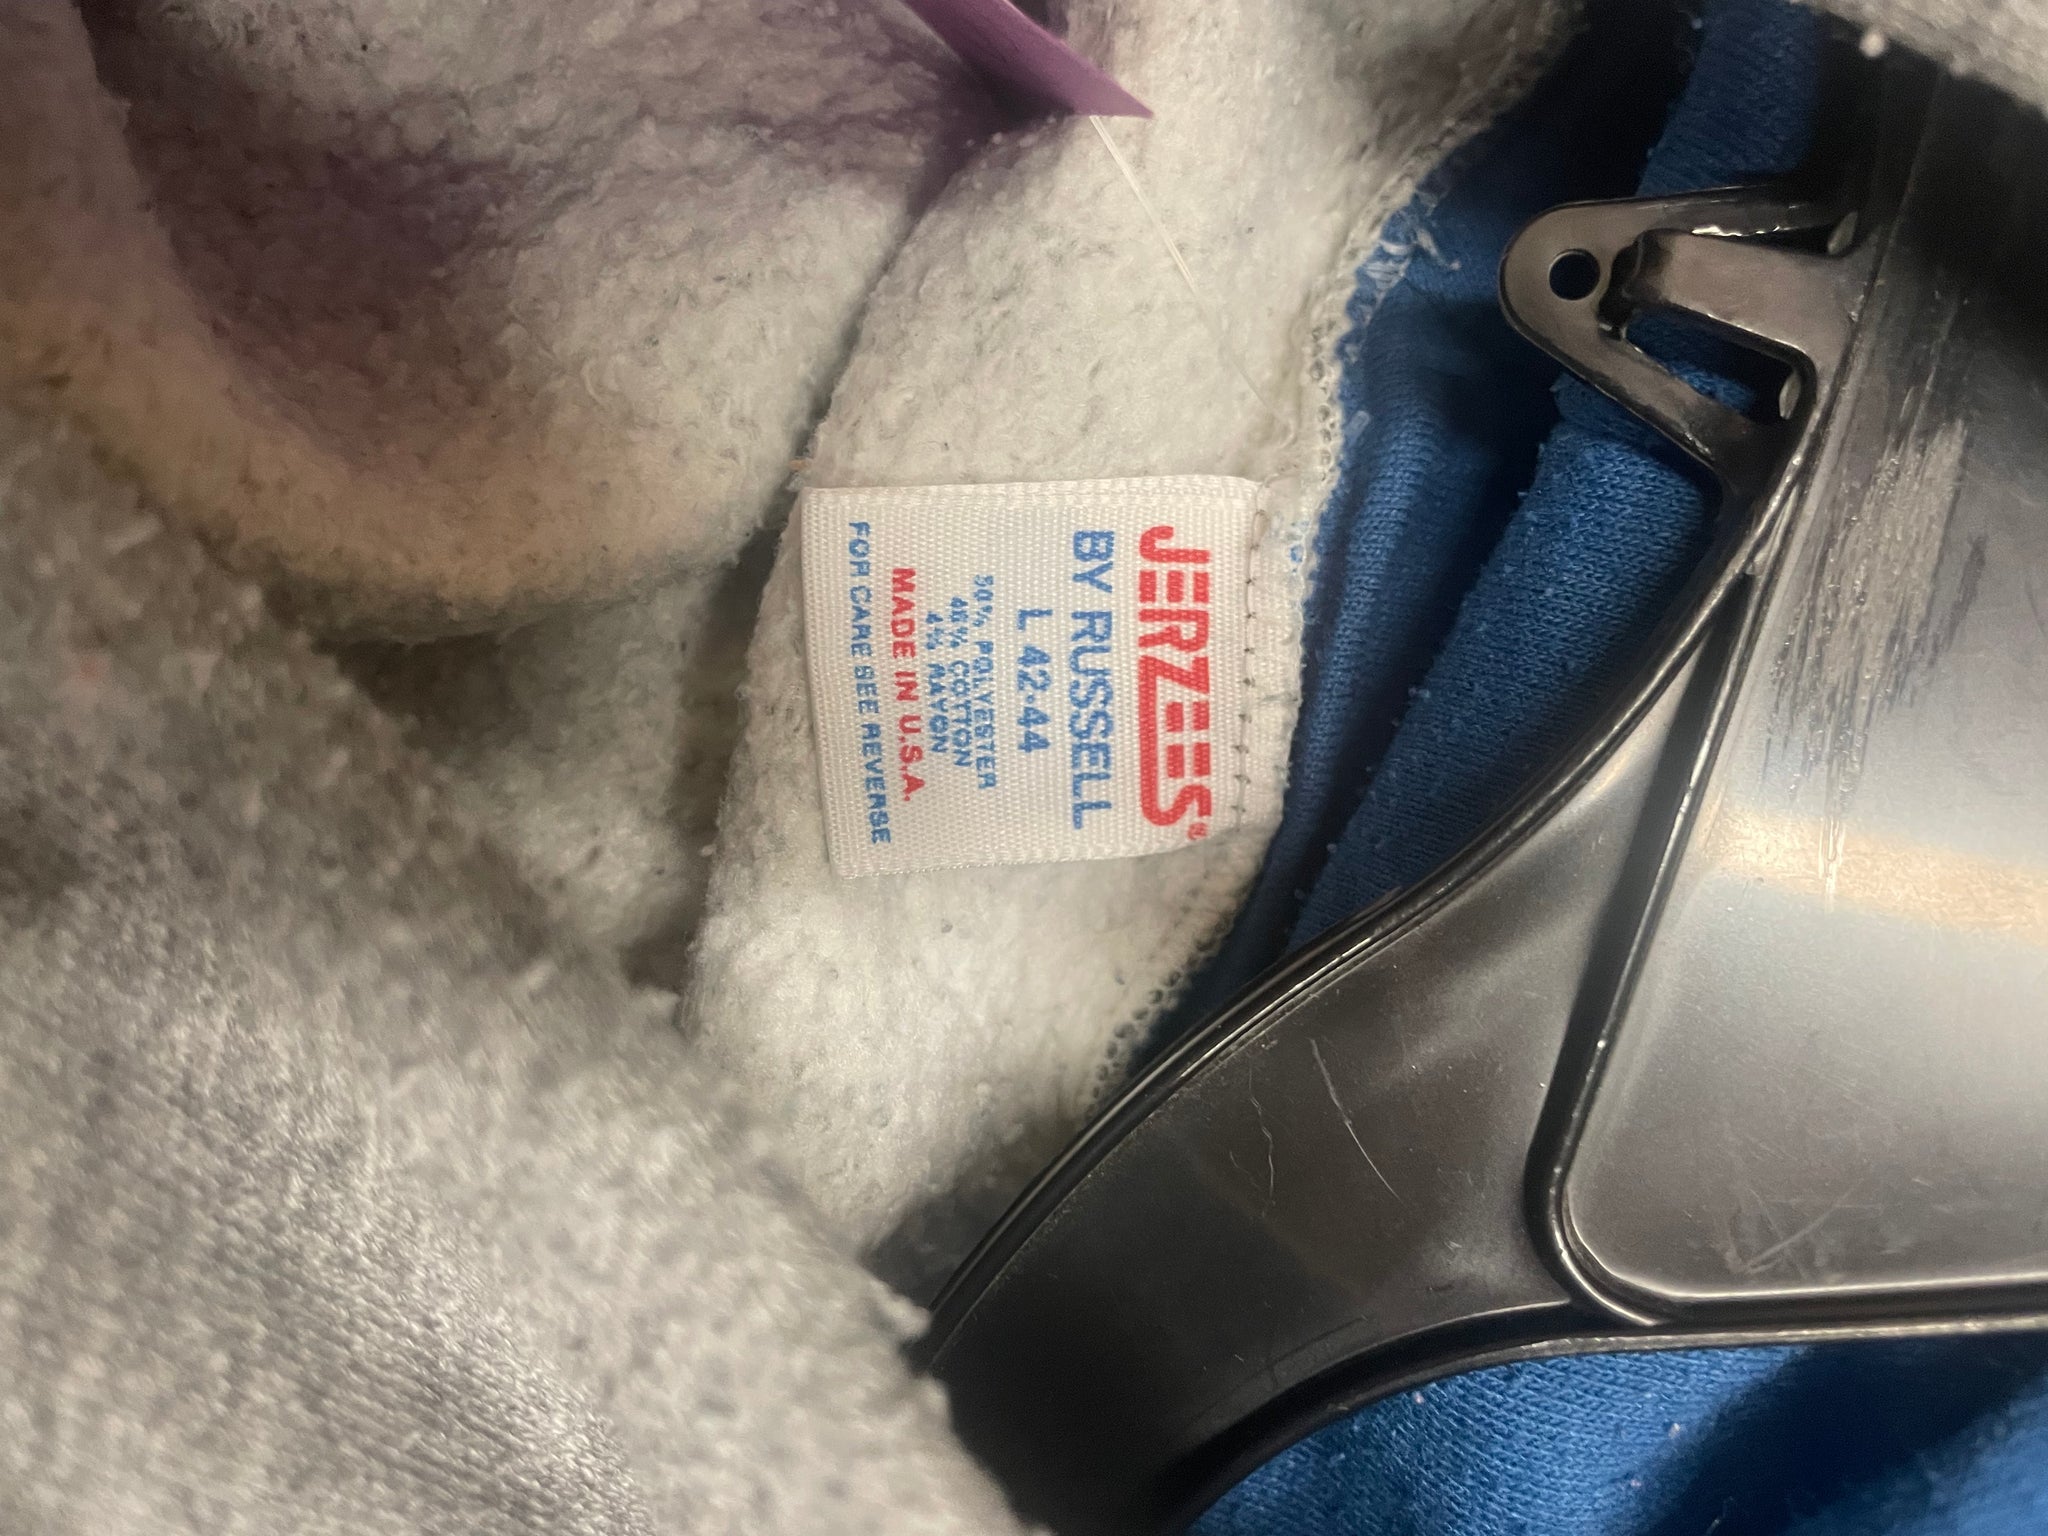 JERZEES®
BY RUSSELL
L 42-44
50% POLYESTER
46% COTTON
4% RAYON
MADE IN U.S.A.
FOR CARE SEE REVERSE